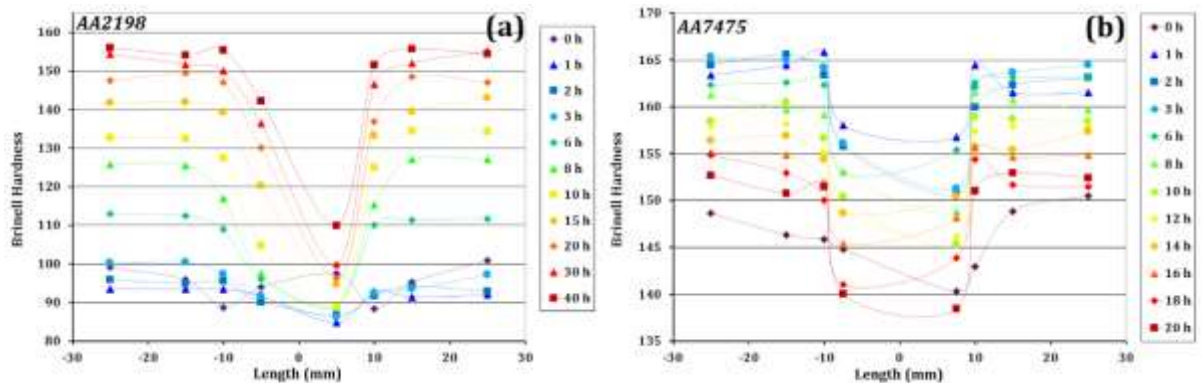 AA2198
(a)
160
150
140
130
120
110
100
90
80
-30
-20
-10
0
10
20
30
Brinell Hardness
Length (mm)
0 h
1 h
2 h
3 h
6 h
8 h
10 h
15 h
20 h
30 h
40 h
AA7475
(b)
170
165
160
155
150
145
140
135
-30
-20
-10
0
10
20
30
Brinell Hardness
Length (mm)
0 h
1 h
2 h
3 h
6 h
8 h
10 h
12 h
14 h
16 h
18 h
20 h